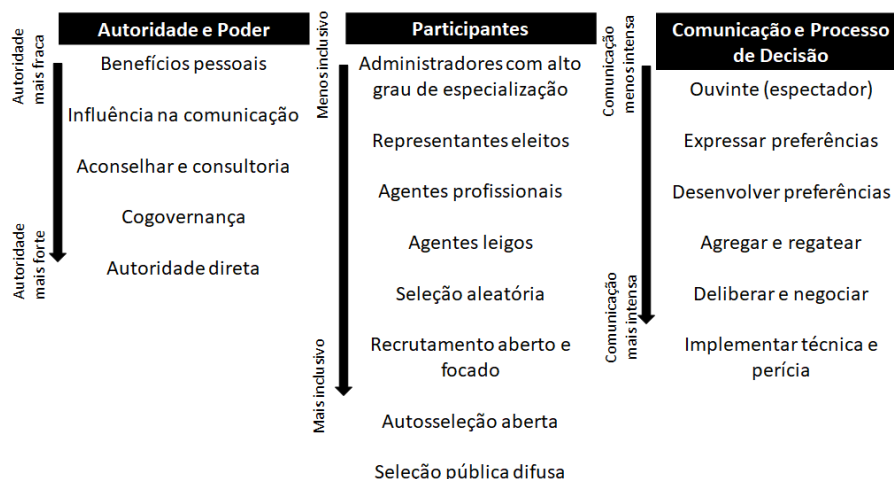 Autoridade e Poder
Autoridade
mais fraca
Autoridade
mais forte
Benefícios pessoais
Influência na comunicação
Aconselhar e consultoria
Cogovernança
Autoridade direta
Participantes
Menos inclusivo
Mais inclusivo
Administradores com alto
grau de especialização
Representantes eleitos
Agentes profissionais
Agentes leigos
Seleção aleatória
Recrutamento aberto e
focado
Autosseleção aberta
Seleção pública difusa
Comunicação e Processo
de Decisão
Comunicação
menos intensa
Comunicação
mais intensa
Ouvinte (espectador)
Expressar preferências
Desenvolver preferências
Agregar e regatear
Deliberar e negociar
Implementar técnica e
perícia